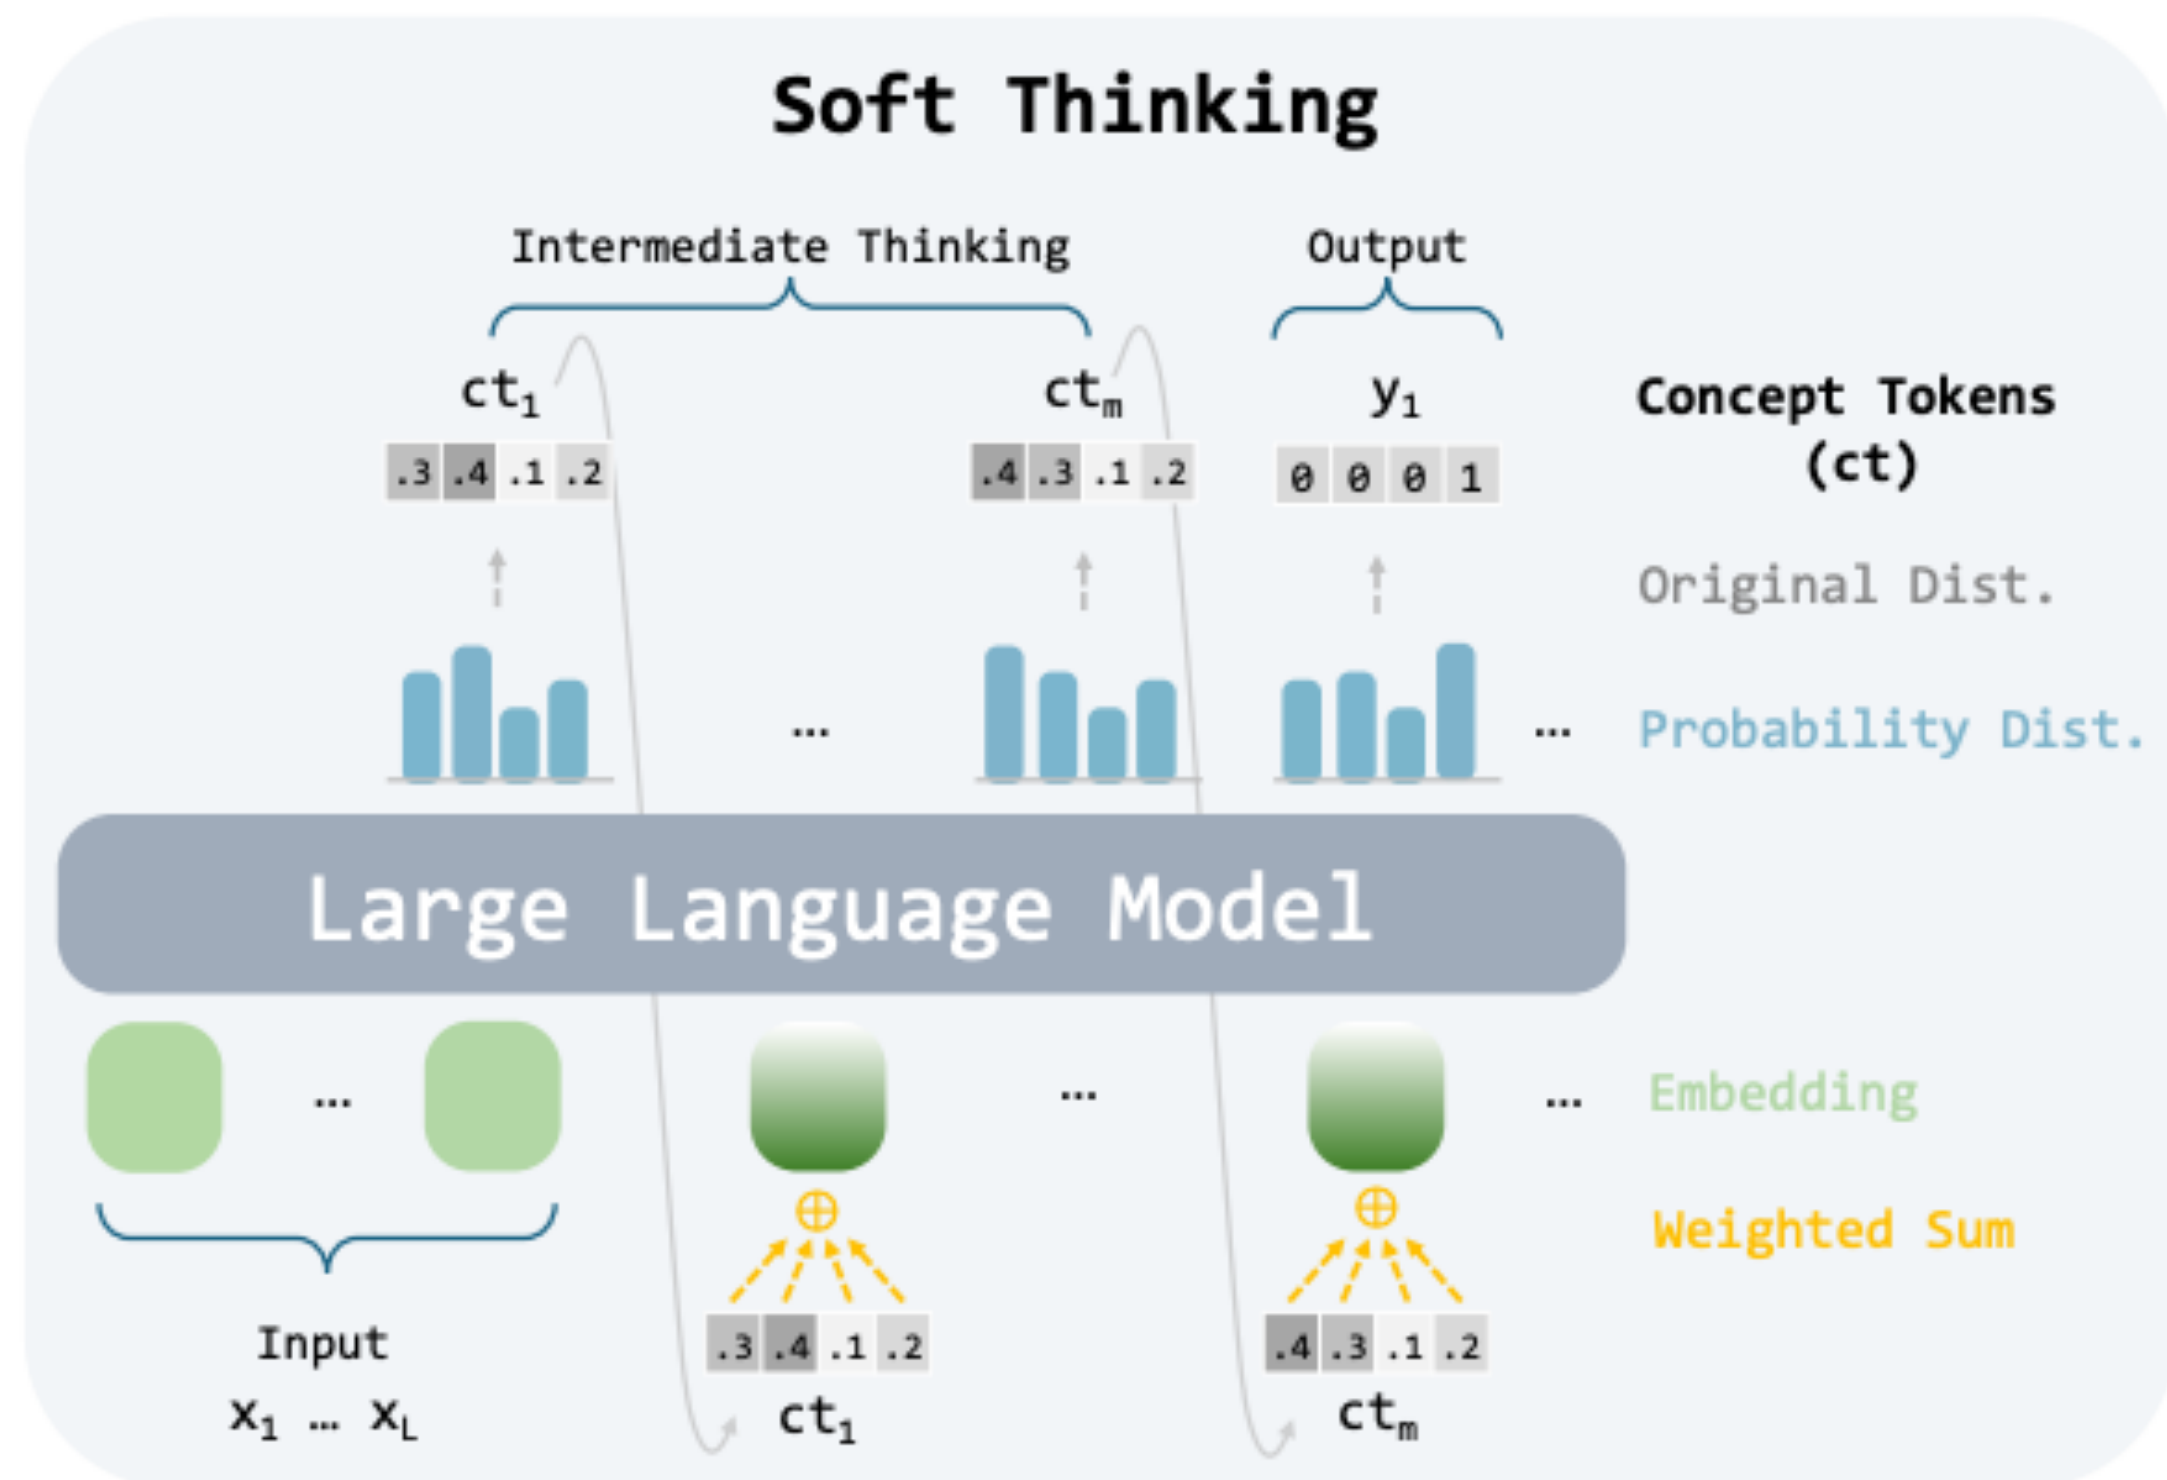 Soft Thinking
Intermediate Thinking Output
ct₁ ctₘ y₁ Concept Tokens
(ct)
.3 .4 .1 .2 .4 .3 .1 .2 0 0 0 1
Original Dist.
... ... Probability Dist.
Large Language Model
... ... ... Embedding
Weighted Sum
Input .3 .4 .1 .2 .4 .3 .1 .2
x₁ … x_L ct₁ ctₘ